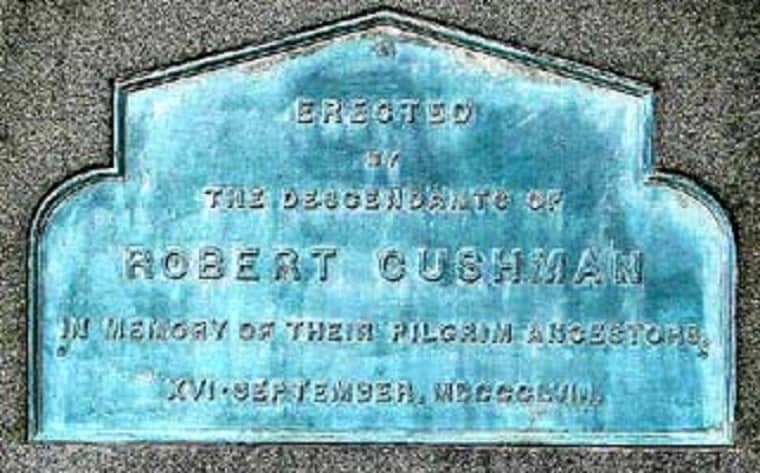 ERECTED
BY
THE DESCENDANTS OF
ROBERT CUSHMAN
IN MEMORY OF THEIR PILGRIM ANCESTORS,
XVI·SEPTEMBER, MDCCCLVIII.